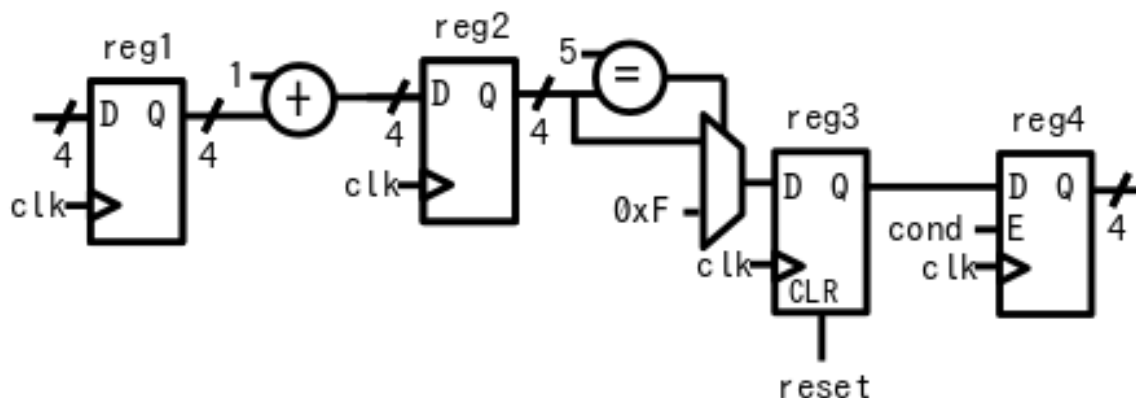 reg1
D Q
4
4
clk
1
+
reg2
D Q
4
4
clk
5
=
0xF
reg3
D Q
clk
CLR
reset
reg4
D Q
cond
E
clk
4